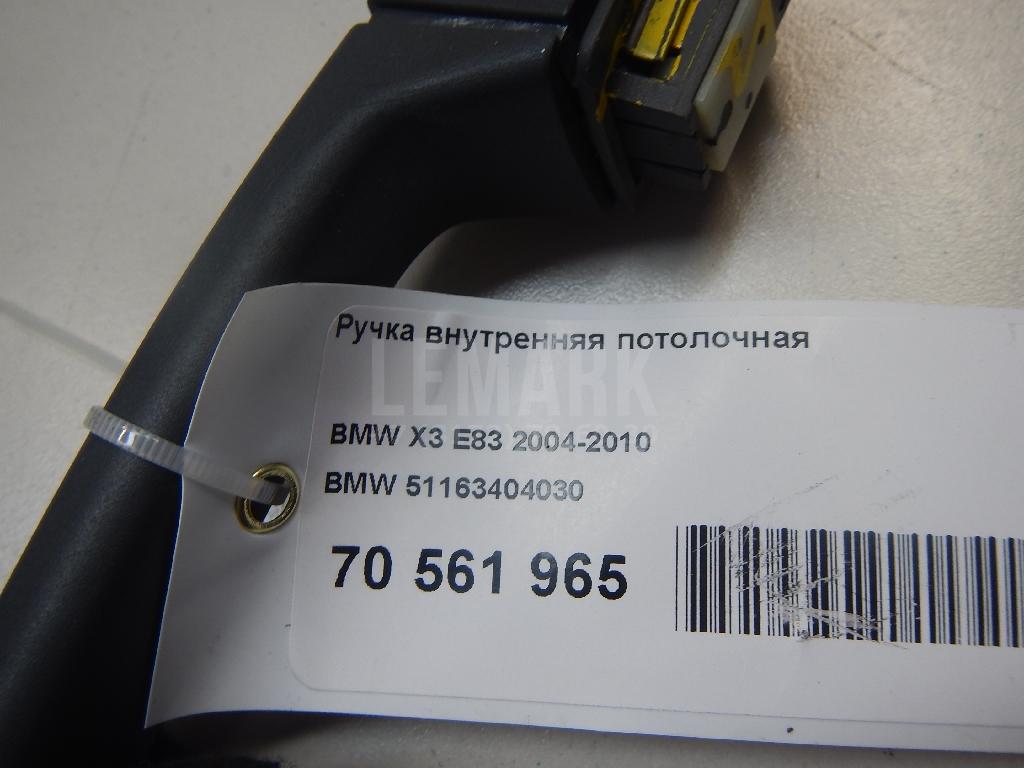 Ручка внутренняя потолочная
LEMARK
BMW X3 E83 2004-2010
BMW 51163404030
70 561 965